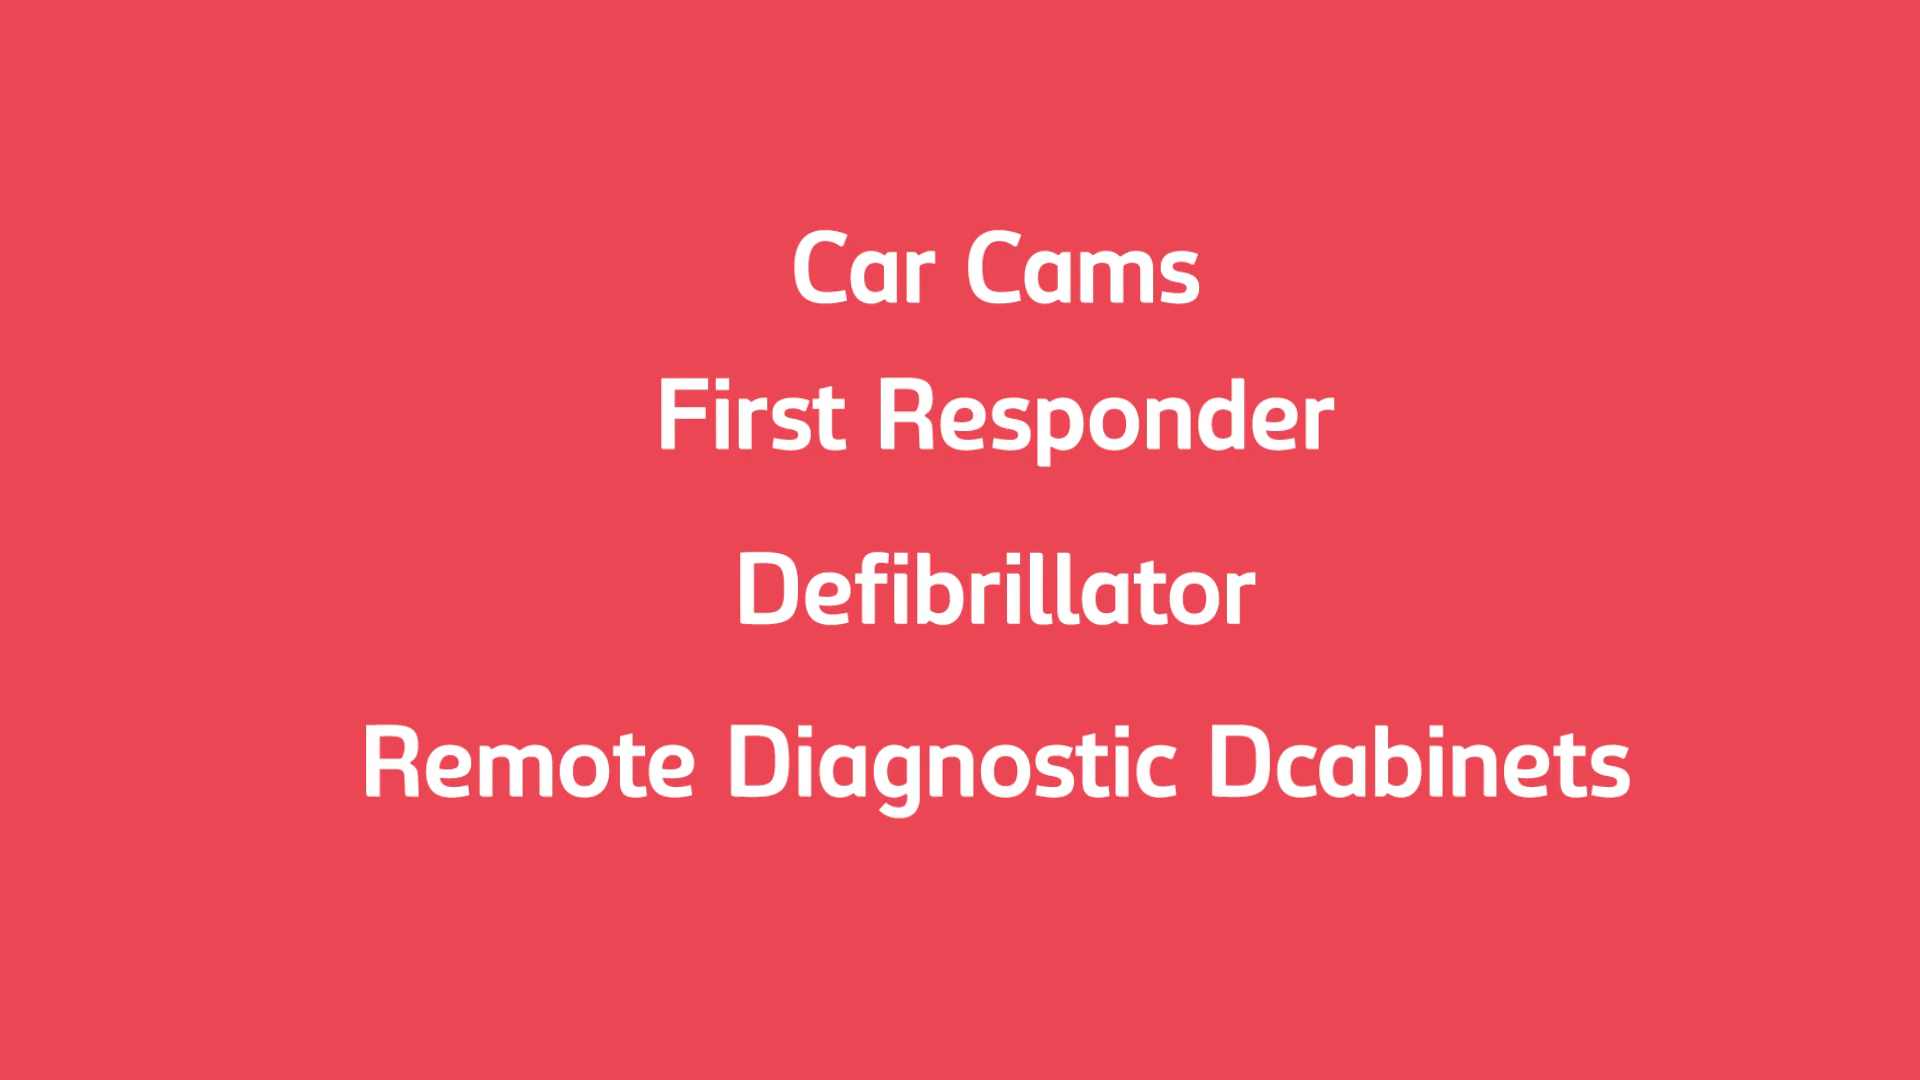 Car Cams
First Responder
Defibrillator
Remote Diagnostic Dcabinets